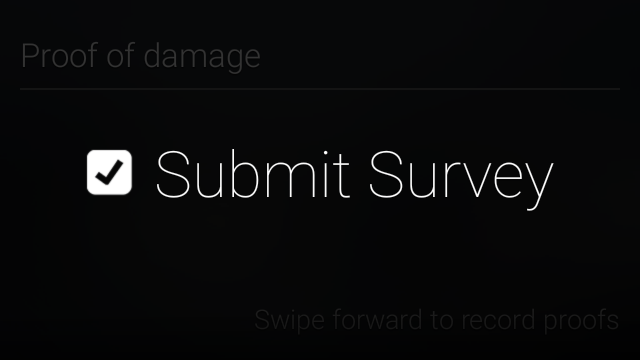 Proof of damage
Submit Survey
Swipe forward to record proofs